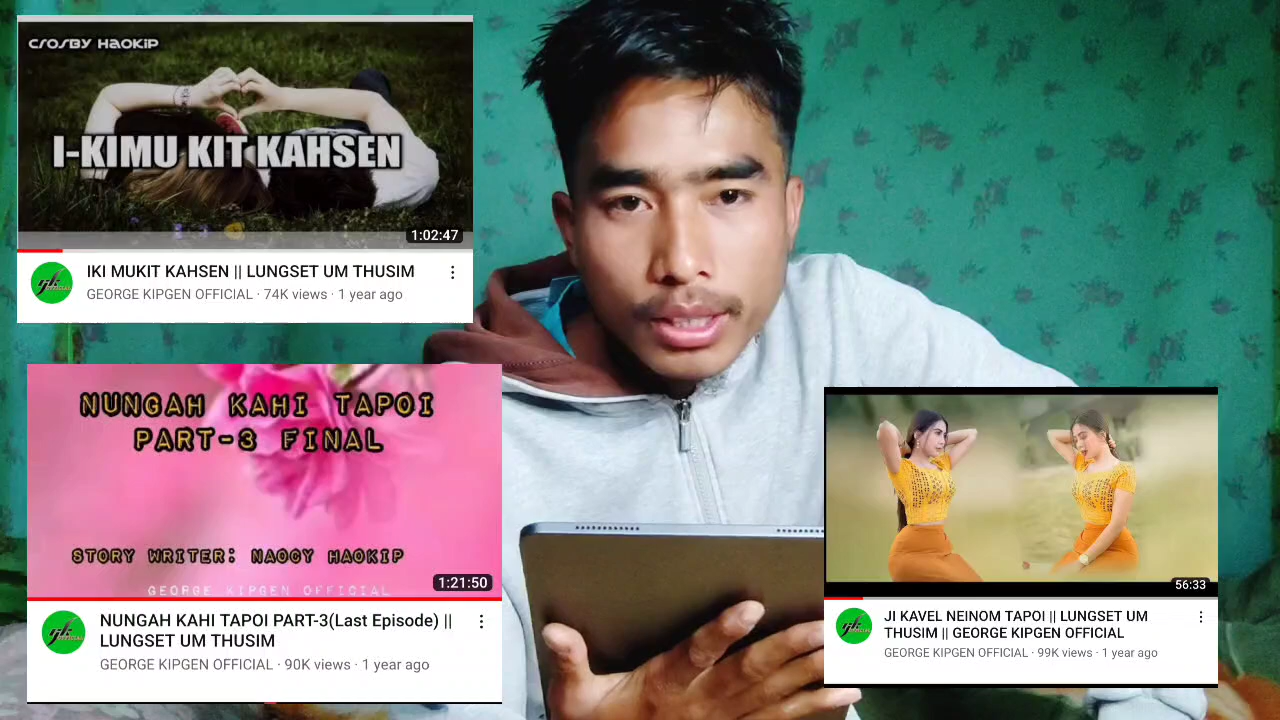 CROSBY HAOKIP
I-KIMU KIT KAHSEN
1:02:47
IKI MUKIT KAHSEN || LUNGSET UM THUSIM
GEORGE KIPGEN OFFICIAL · 74K views · 1 year ago
NUNGAH KAHI TAPOI
PART-3 FINAL
STORY WRITER: NAOCY HAOKIP
GEORGE KIPGEN OFFICIAL
1:21:50
NUNGAH KAHI TAPOI PART-3(Last Episode) ||
LUNGSET UM THUSIM
GEORGE KIPGEN OFFICIAL · 90K views · 1 year ago
56:33
JI KAVEL NEINOM TAPOI || LUNGSET UM
THUSIM || GEORGE KIPGEN OFFICIAL
GEORGE KIPGEN OFFICIAL · 99K views · 1 year ago